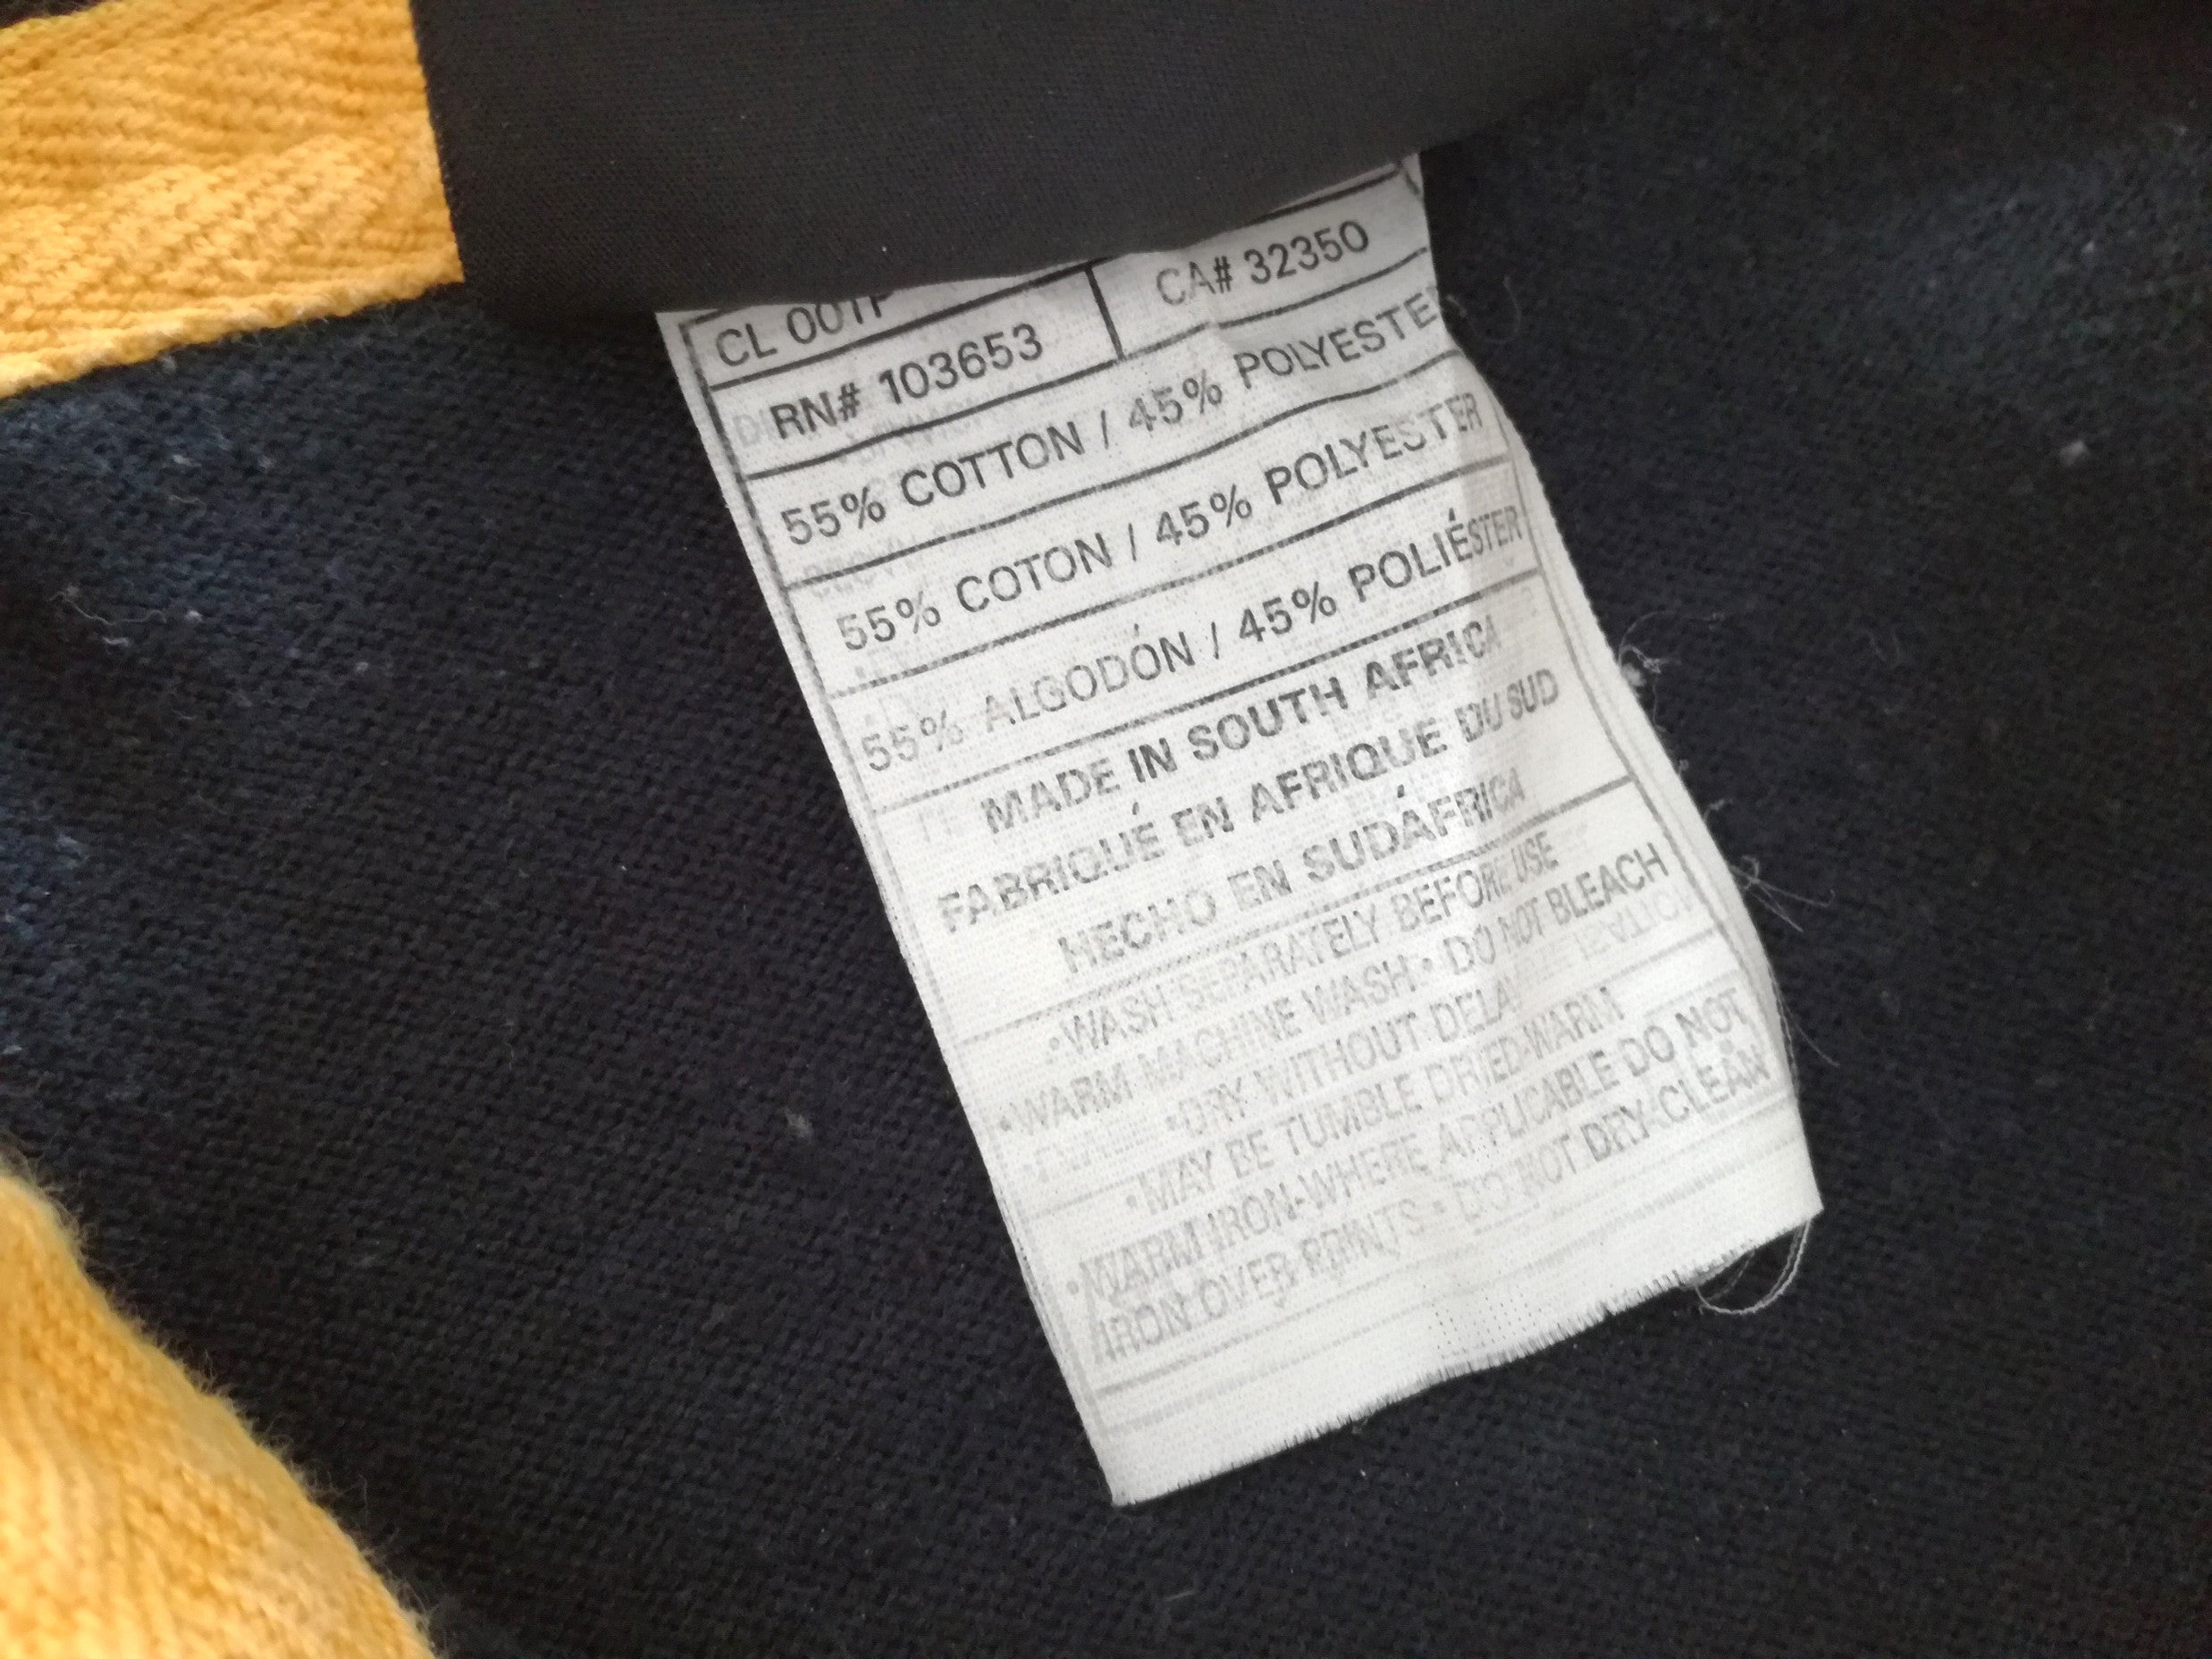 CL 001P
RN# 103653 CA# 32350
55% COTTON / 45% POLYESTE
55% COTON / 45% POLYESTER
55% ALGODÓN / 45% POLIÉSTER
MADE IN SOUTH AFRICA
FABRIQUÉ EN AFRIQUE DU SUD
HECHO EN SUDÁFRICA
•WASH SEPARATELY BEFORE USE
•WARM MACHINE WASH• DO NOT BLEACH
•DRY WITHOUT DELAY
•MAY BE TUMBLE DRIED-WARM
•WARM IRON-WHERE APPLICABLE DO NOT
IRON OVER PRINTS• DO NOT DRY-CLEAN